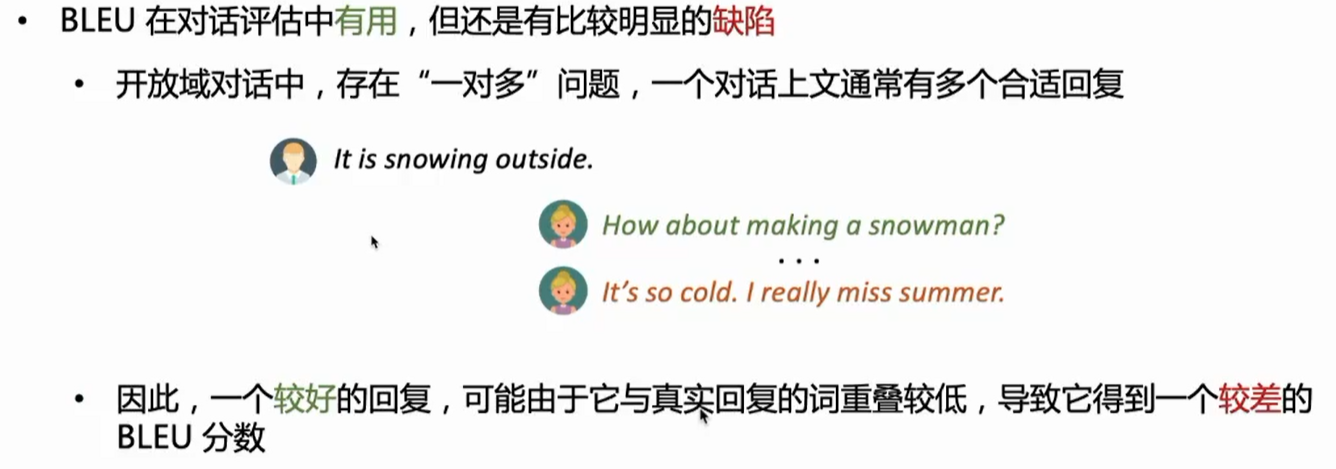 • BLEU 在对话评估中有用，但还是有比较明显的缺陷
• 开放域对话中，存在“一对多”问题，一个对话上文通常有多个合适回复
It is snowing outside.
How about making a snowman?
...
It's so cold. I really miss summer.
• 因此，一个较好的回复，可能由于它与真实回复的词重叠较低，导致它得到一个较差的
BLEU 分数